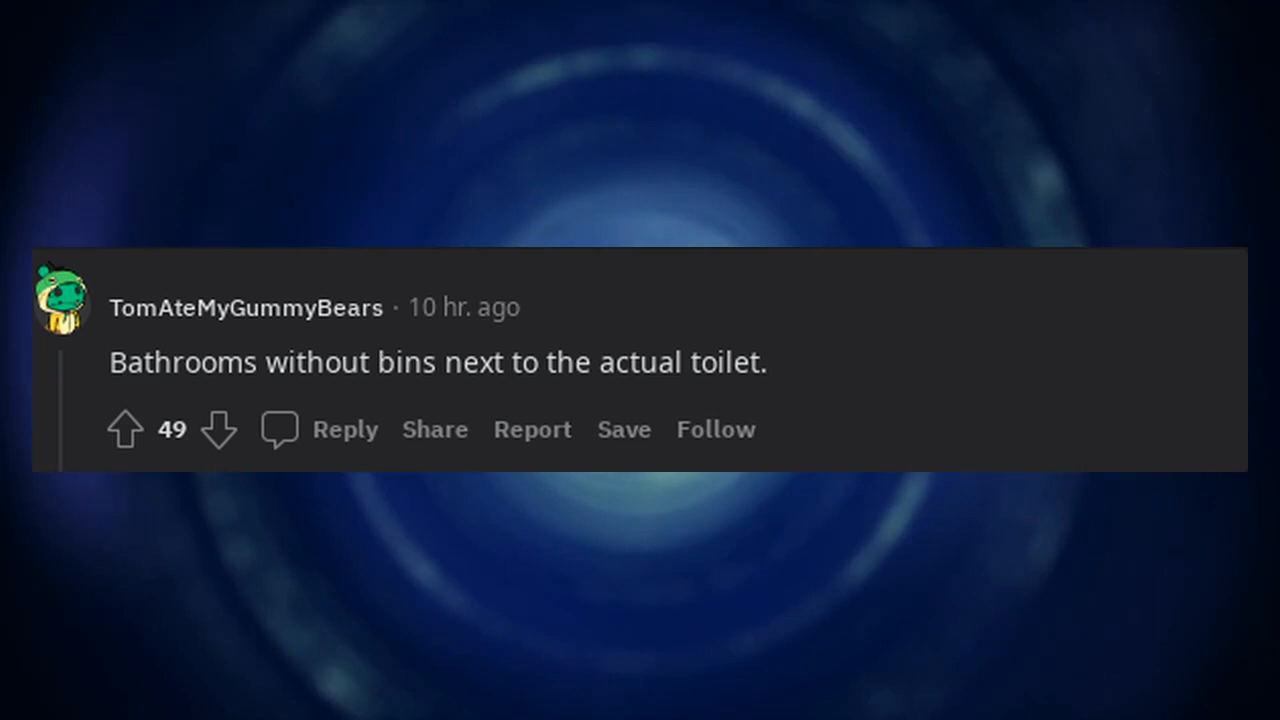 TomAteMyGummyBears · 10 hr. ago
Bathrooms without bins next to the actual toilet.
49 Reply Share Report Save Follow